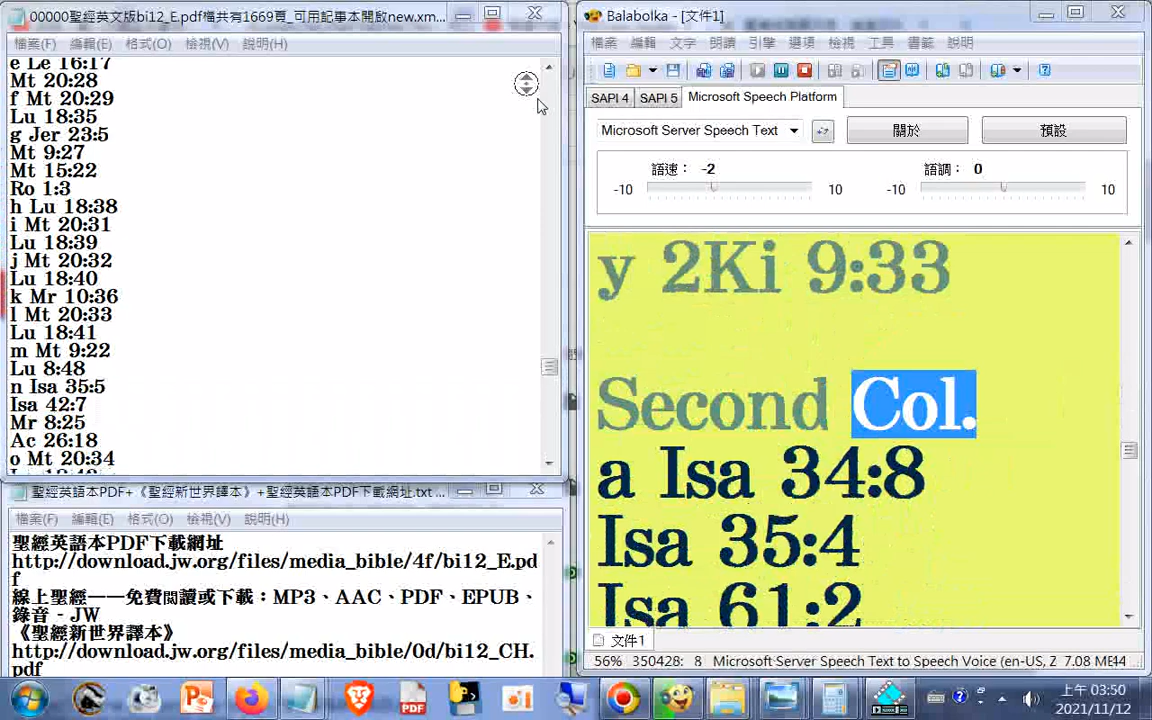 00000聖經英文版bi12_E.pdf檔共有1669頁_可用記事本開啟new.xm...
檔案(F) 編輯(E) 格式(O) 檢視(V) 說明(H)
e Le 16:17
Mt 20:28
f Mt 20:29
Lu 18:35
g Jer 23:5
Mt 9:27
Mt 15:22
Ro 1:3
h Lu 18:38
i Mt 20:31
Lu 18:39
j Mt 20:32
Lu 18:40
k Mr 10:36
l Mt 20:33
Lu 18:41
m Mt 9:22
Lu 8:48
n Isa 35:5
Isa 42:7
Mr 8:25
Ac 26:18
o Mt 20:34
聖經英語本PDF+《聖經新世界譯本》+聖經英語本PDF下載網址.txt ...
檔案(F) 編輯(E) 格式(O) 檢視(V) 說明(H)
聖經英語本PDF下載網址
http://download.jw.org/files/media_bible/4f/bi12_E.pd
f
線上聖經——免費閱讀或下載：MP3、AAC、PDF、EPUB、
錄音 - JW
《聖經新世界譯本》
http://download.jw.org/files/media_bible/0d/bi12_CH.
pdf
Balabolka - [文件1]
檔案 編輯 文字 朗讀 引擎 選項 檢視 工具 書籤 說明
SAPI 4 SAPI 5 Microsoft Speech Platform
Microsoft Server Speech Text 關於 預設
語速： -2 語調： 0
-10 10 -10 10
y 2Ki 9:33
Second Col.
a Isa 34:8
Isa 35:4
Isa 61:2
文件1
56% 350428: 8 Microsoft Server Speech Text to Speech Voice (en-US, Z 7.08 ME44
PDF
上午 03:50
2021/11/12